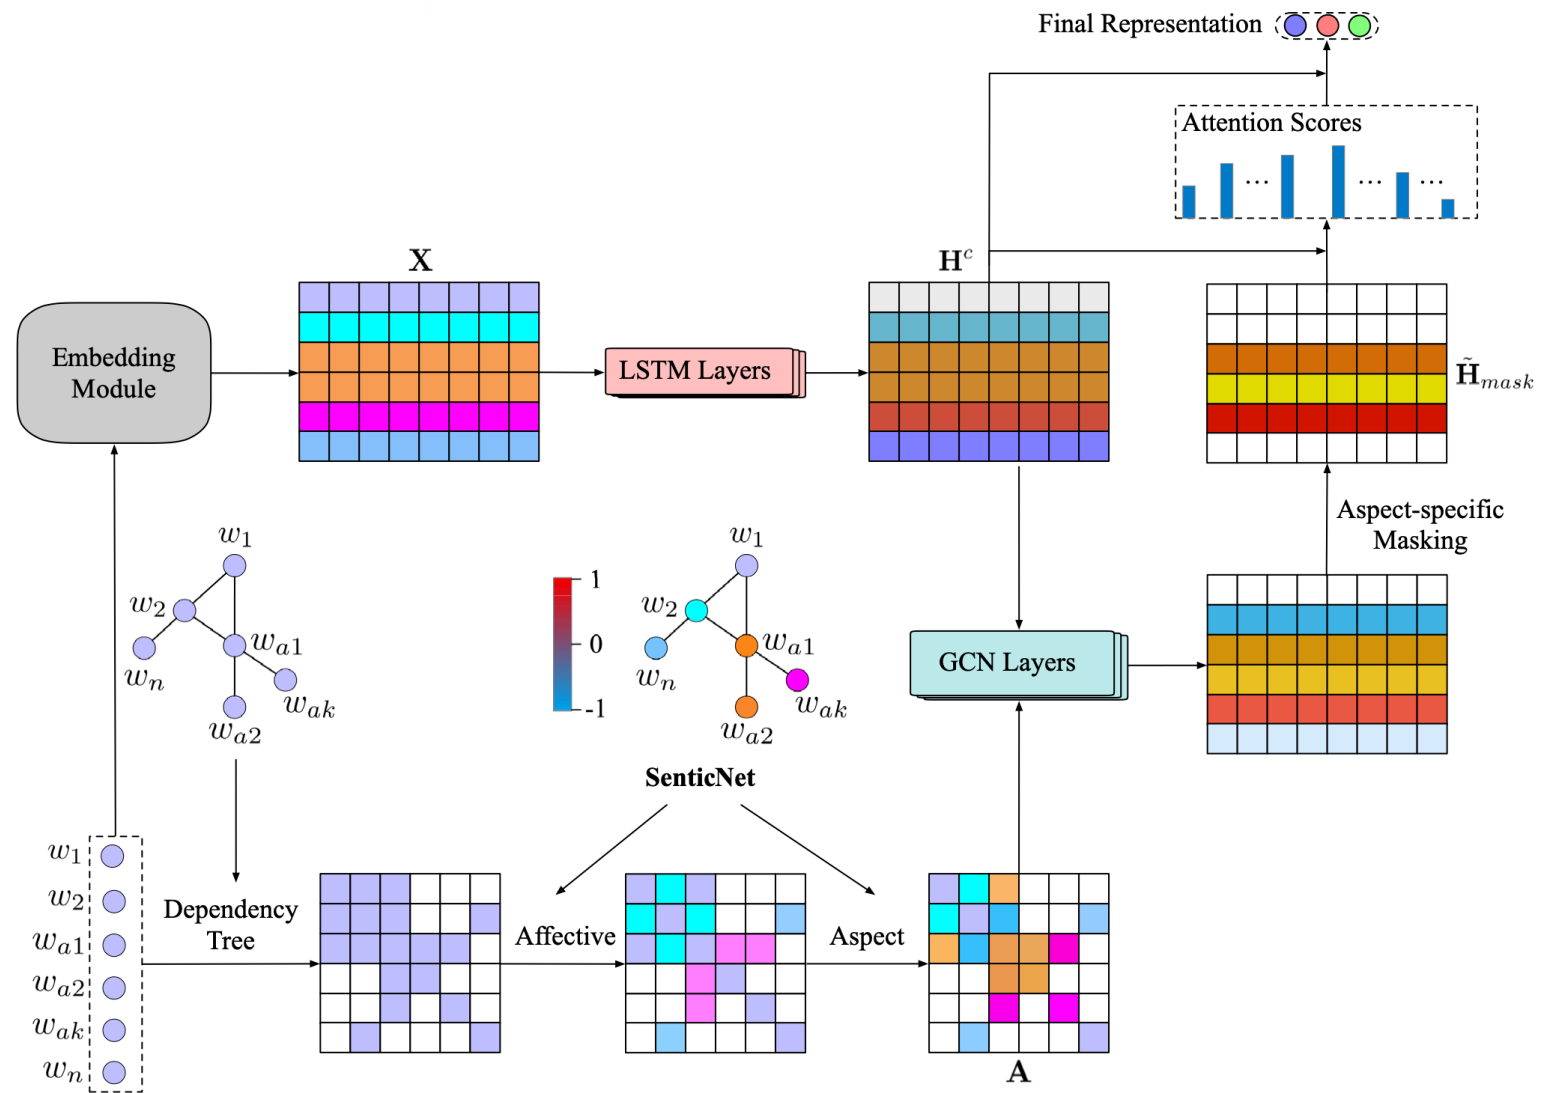 Final Representation
Attention Scores
... ... ...
X
H^c
Embedding
Module
LSTM Layers
H̃_mask
Aspect-specific
Masking
w_1
w_2
w_a1
w_n
w_ak
w_a2
1
0
-1
w_1
w_2
w_a1
w_n
w_ak
w_a2
GCN Layers
SenticNet
w_1
w_2
w_a1
w_a2
w_ak
w_n
Dependency
Tree
Affective
Aspect
A